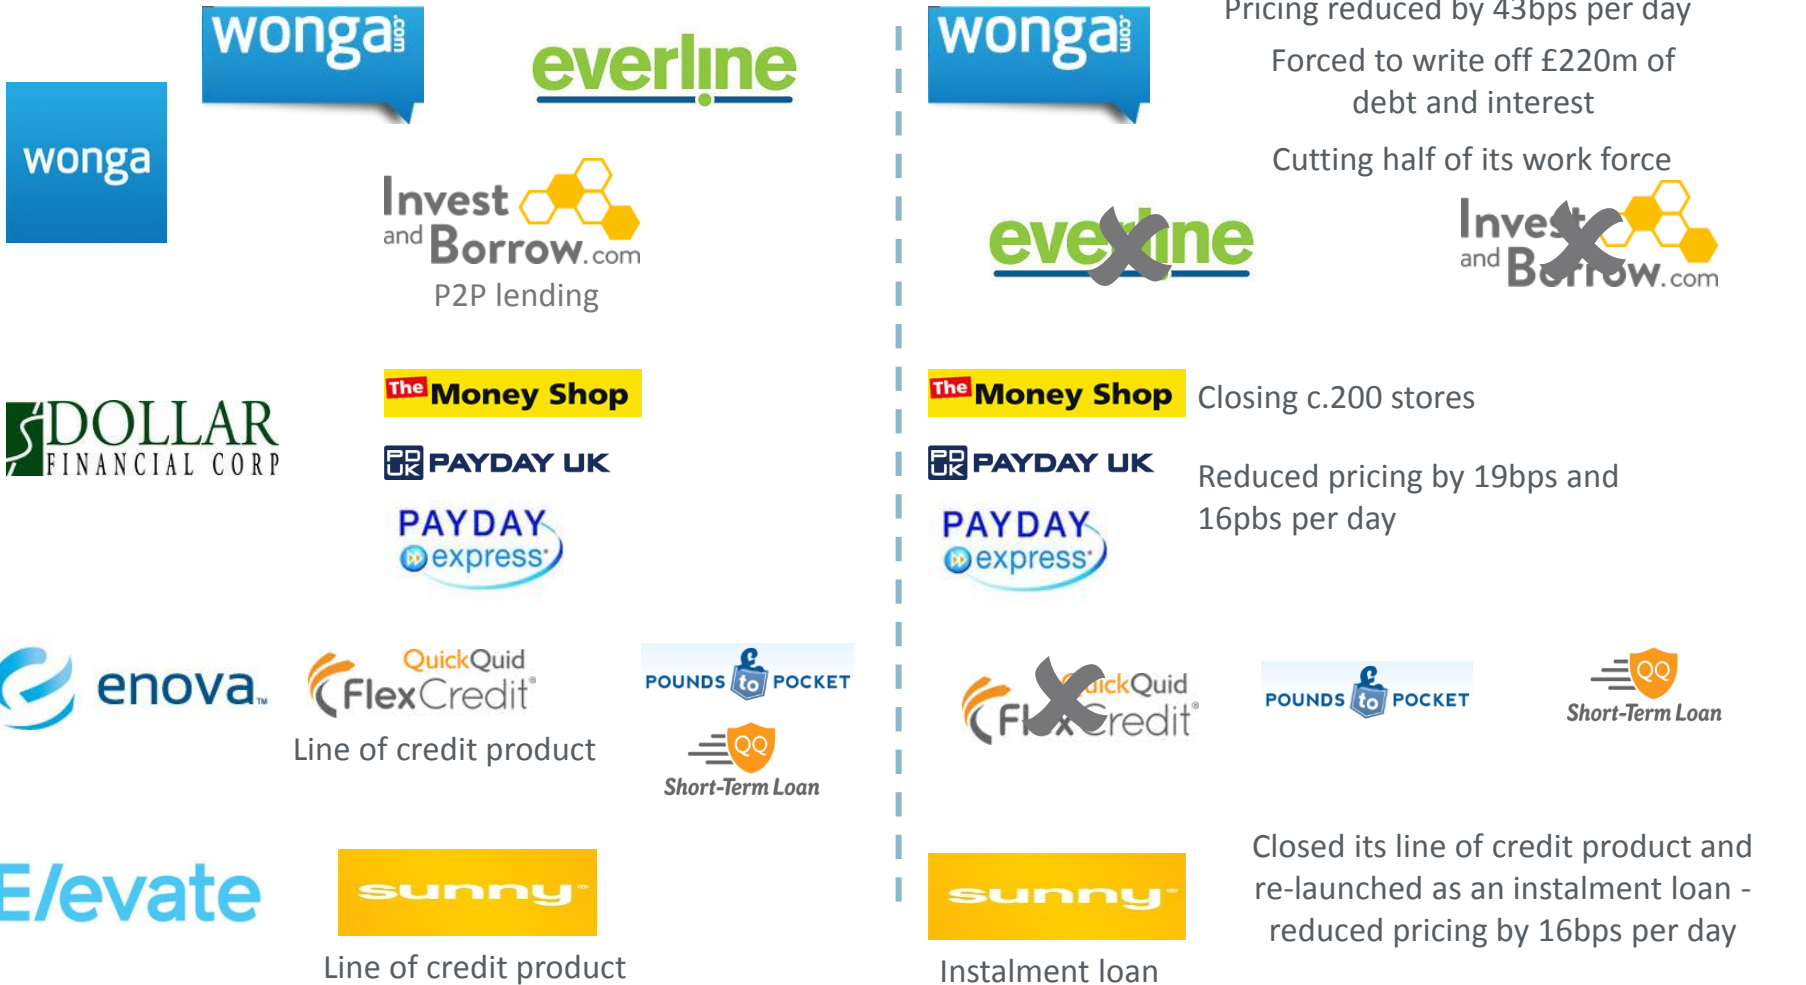 wonga.com
everline
wonga
Invest
and Borrow.com
P2P lending
wonga.com
Pricing reduced by 43bps per day
Forced to write off £220m of
debt and interest
Cutting half of its work force
everline
Invest
and Borrow.com
DOLLAR
FINANCIAL CORP
The Money Shop
PD UK PAYDAY UK
PAYDAY
express
The Money Shop
Closing c.200 stores
PD UK PAYDAY UK
PAYDAY
express
Reduced pricing by 19bps and
16pbs per day
enova™
QuickQuid
FlexCredit®
Line of credit product
POUNDS to POCKET
QQ
Short-Term Loan
QuickQuid
FlexCredit®
POUNDS to POCKET
QQ
Short-Term Loan
Elevate
sunny
Line of credit product
sunny
Instalment loan
Closed its line of credit product and
re-launched as an instalment loan -
reduced pricing by 16bps per day